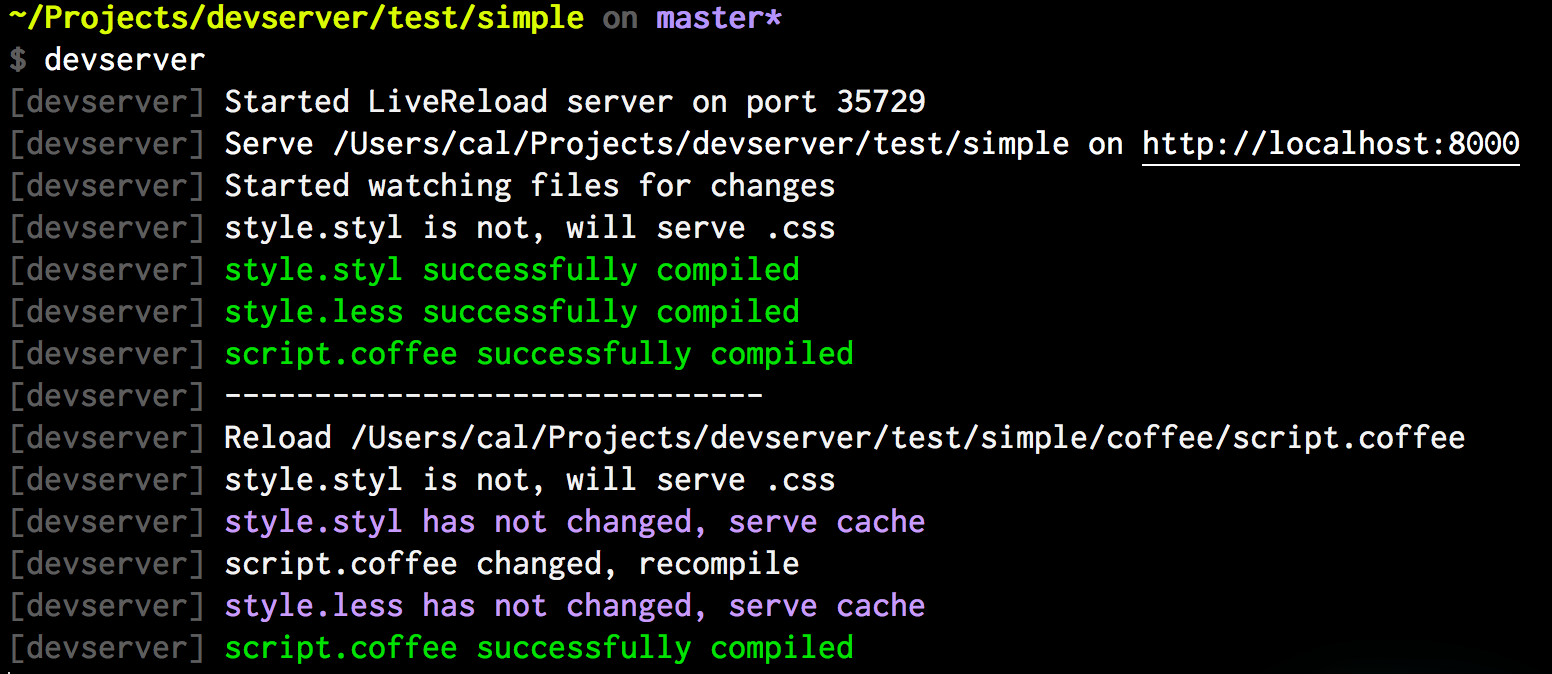 ~/Projects/devserver/test/simple on master*
$ devserver
[devserver] Started LiveReload server on port 35729
[devserver] Serve /Users/cal/Projects/devserver/test/simple on http://localhost:8000
[devserver] Started watching files for changes
[devserver] style.styl is not, will serve .css
[devserver] style.styl successfully compiled
[devserver] style.less successfully compiled
[devserver] script.coffee successfully compiled
[devserver] ------------------------------
[devserver] Reload /Users/cal/Projects/devserver/test/simple/coffee/script.coffee
[devserver] style.styl is not, will serve .css
[devserver] style.styl has not changed, serve cache
[devserver] script.coffee changed, recompile
[devserver] style.less has not changed, serve cache
[devserver] script.coffee successfully compiled